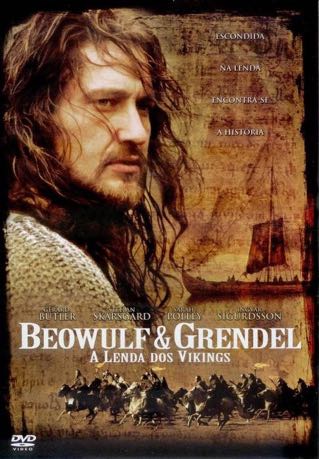 ESCONDIDA
NA LENDA
ENCONTRA-SE
A HISTÓRIA
GERARD BUTLER STELLAN SKARSGARD SARAH POLLEY INGVAR SIGURDSSON
BEOWULF & GRENDEL
A LENDA DOS VIKINGS
DVD
VIDEO